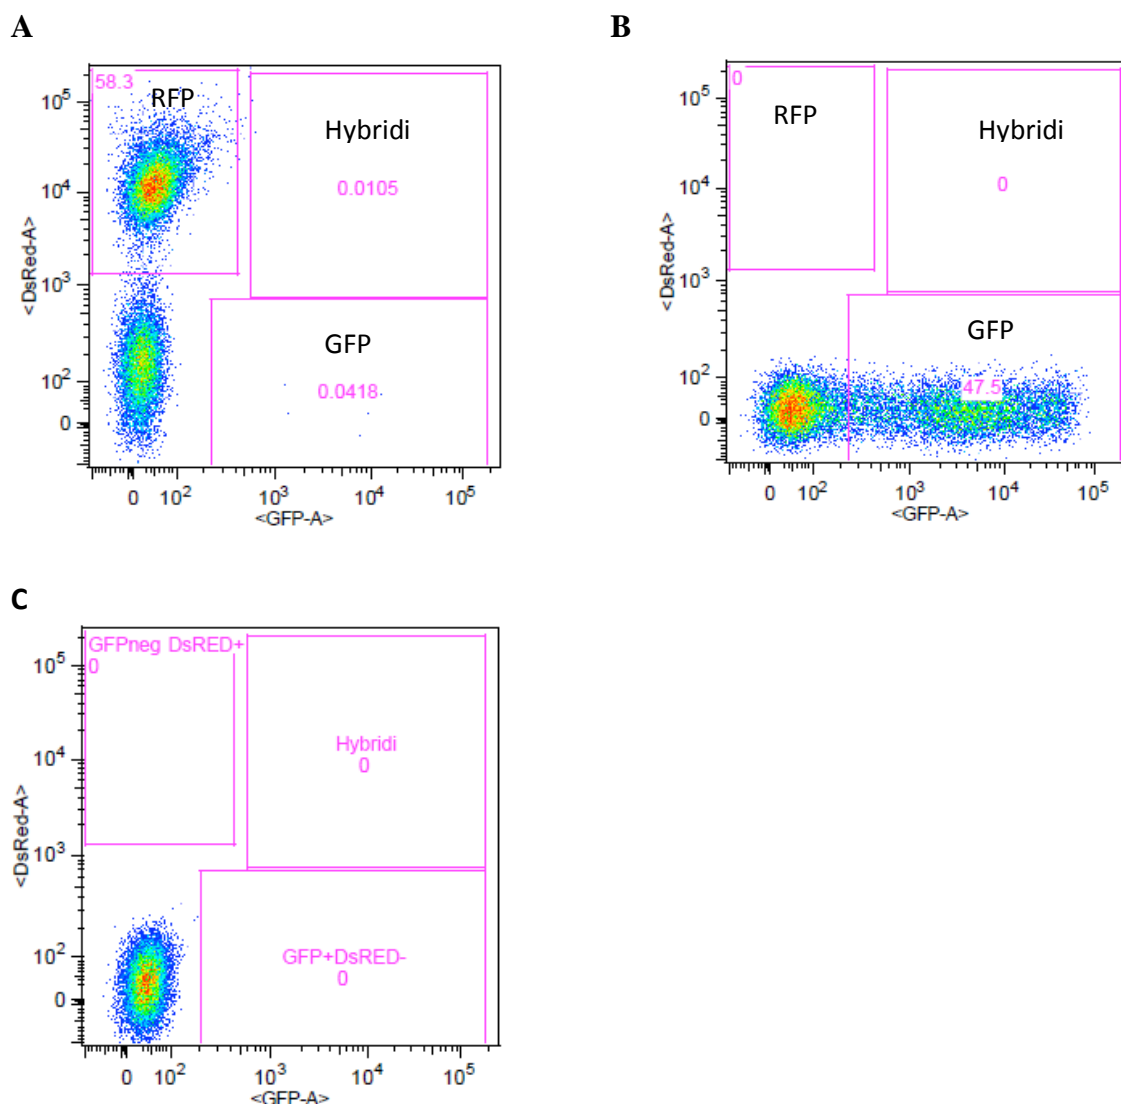 A
58.3
RFP
Hybridi
0.0105
GFP
0.0418
10^5
10^4
10^3
10^2
0
<DsRed-A>
0 10^2 10^3 10^4 10^5
<GFP-A>
B
0
RFP
Hybridi
0
GFP
47.5
10^5
10^4
10^3
10^2
0
<DsRed-A>
0 10^2 10^3 10^4 10^5
<GFP-A>
C
GFPneg DsRED+
0
Hybridi
0
GFP+DsRED-
0
10^5
10^4
10^3
10^2
0
<DsRed-A>
0 10^2 10^3 10^4 10^5
<GFP-A>